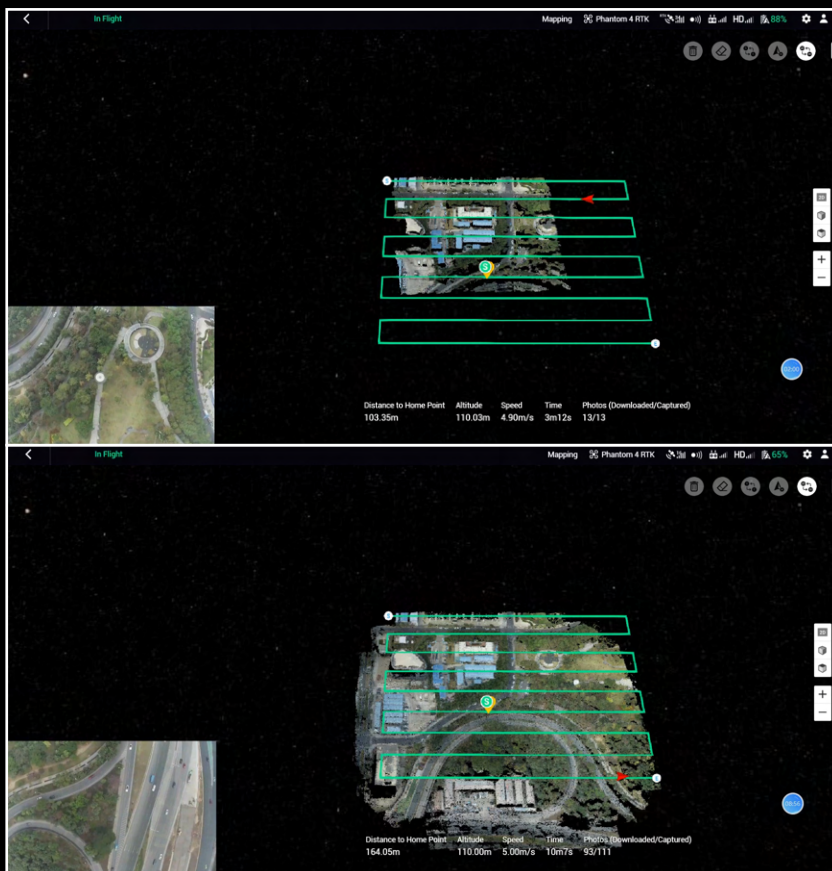 In Flight Mapping Phantom 4 RTK HD 88%
02:00
Distance to Home Point Altitude Speed Time Photos (Downloaded/Captured)
103.35m 110.03m 4.90m/s 3m12s 13/13
In Flight Mapping Phantom 4 RTK HD 65%
08:56
Distance to Home Point Altitude Speed Time Photos (Downloaded/Captured)
164.05m 110.00m 5.00m/s 10m7s 93/111